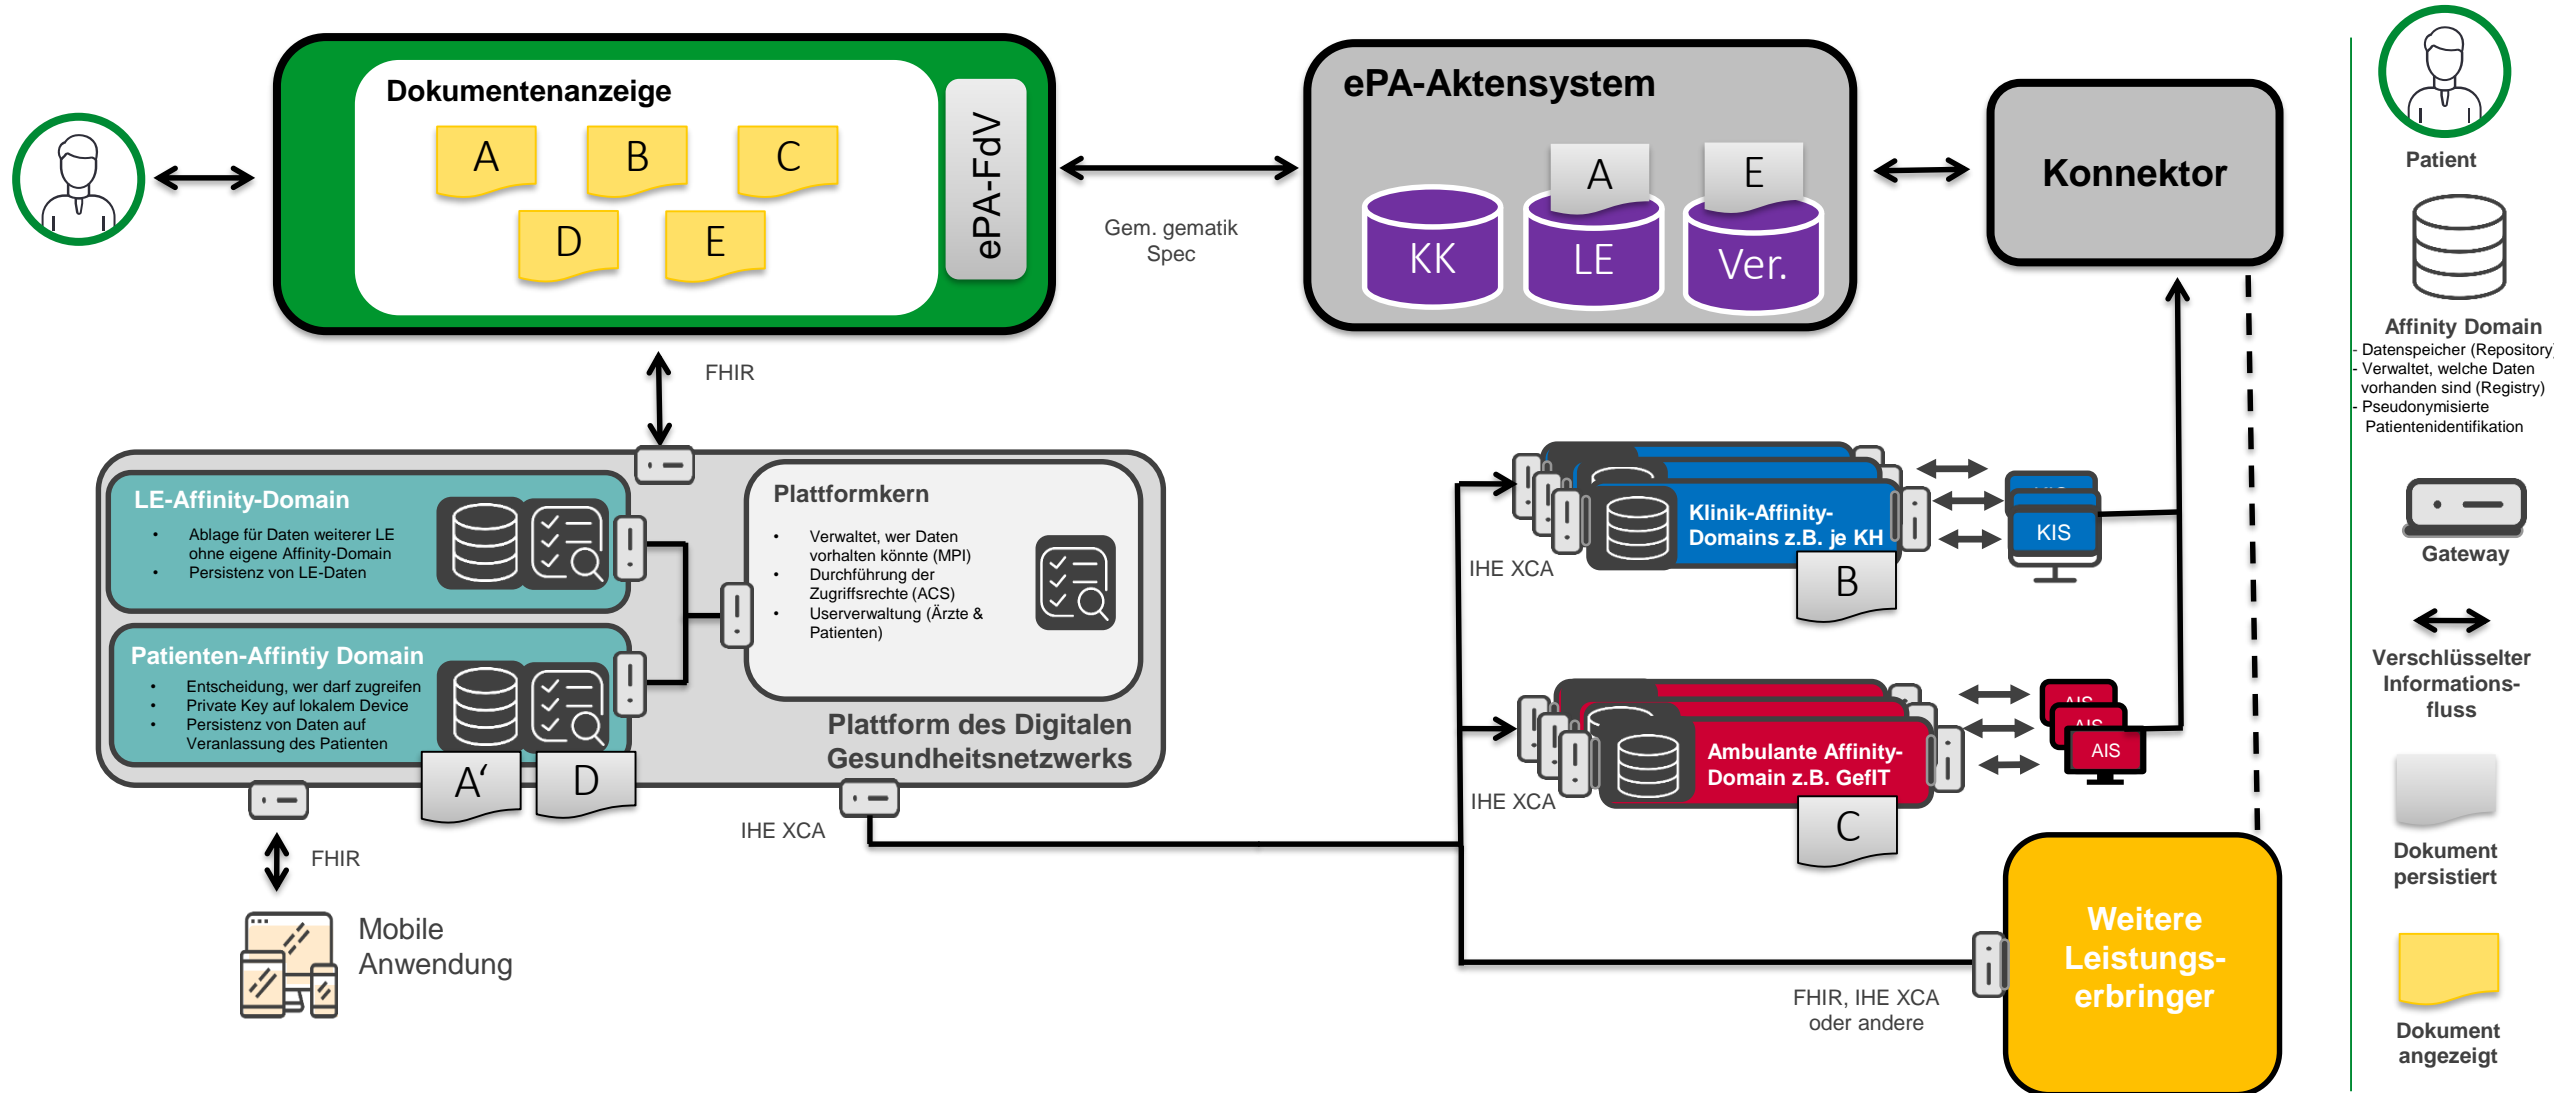 Dokumentenanzeige
A
B
C
D
E
ePA-FdV
Gem. gematik
Spec
ePA-Aktensystem
A
E
KK
LE
Ver.
Konnektor
FHIR
LE-Affinity-Domain
• Ablage für Daten weiterer LE
ohne eigene Affinity-Domain
• Persistenz von LE-Daten
Patienten-Affintiy Domain
• Entscheidung, wer darf zugreifen
• Private Key auf lokalem Device
• Persistenz von Daten auf
Veranlassung des Patienten
A‘
D
Plattformkern
• Verwaltet, wer Daten
vorhalten könnte (MPI)
• Durchführung der
Zugriffsrechte (ACS)
• Userverwaltung (Ärzte &
Patienten)
Plattform des Digitalen
Gesundheitsnetzwerks
FHIR
Mobile
Anwendung
IHE XCA
IHE XCA
Klinik-Affinity-
Domains z.B. je KH
B
KIS
KIS
IHE XCA
Ambulante Affinity-
Domain z.B. GefIT
C
AIS
AIS
AIS
FHIR, IHE XCA
oder andere
Weitere
Leistungs-
erbringer
Patient
Affinity Domain
- Datenspeicher (Repository)
- Verwaltet, welche Daten
vorhanden sind (Registry)
- Pseudonymisierte
Patientenidentifikation
Gateway
Verschlüsselter
Informations-
fluss
Dokument
persistiert
Dokument
angezeigt